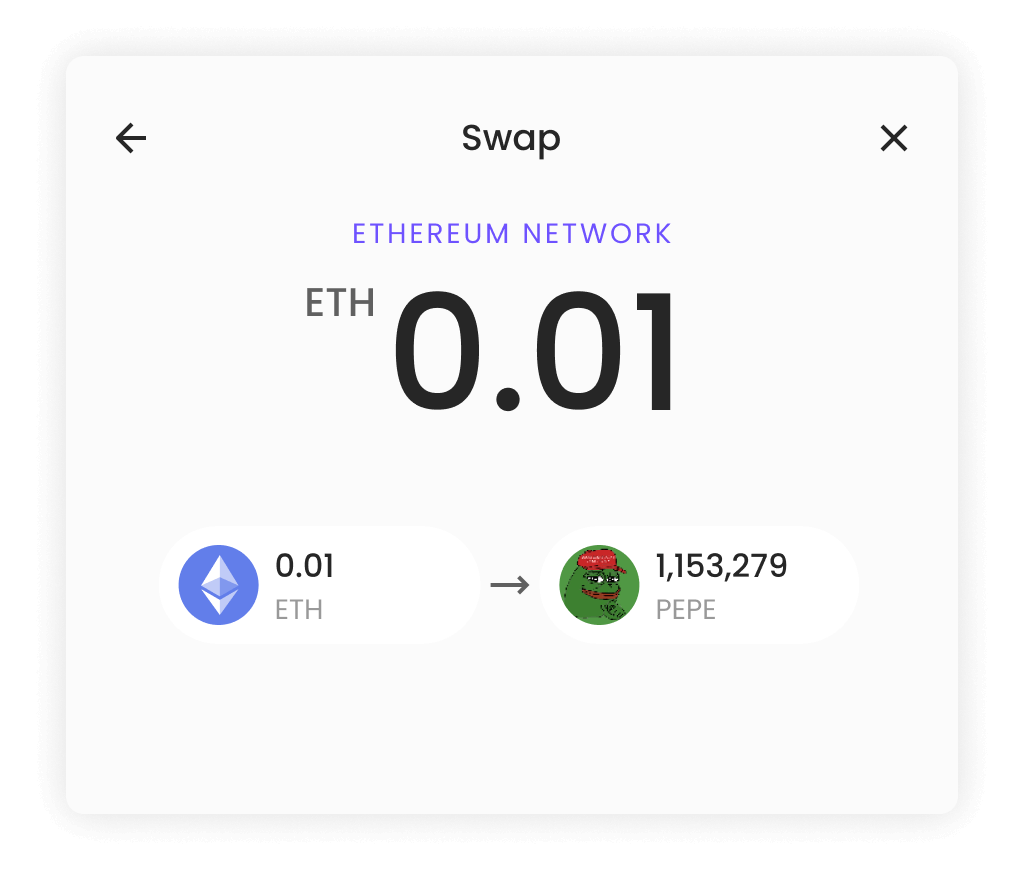 Swap
ETHEREUM NETWORK
ETH 0.01
0.01
ETH
1,153,279
PEPE